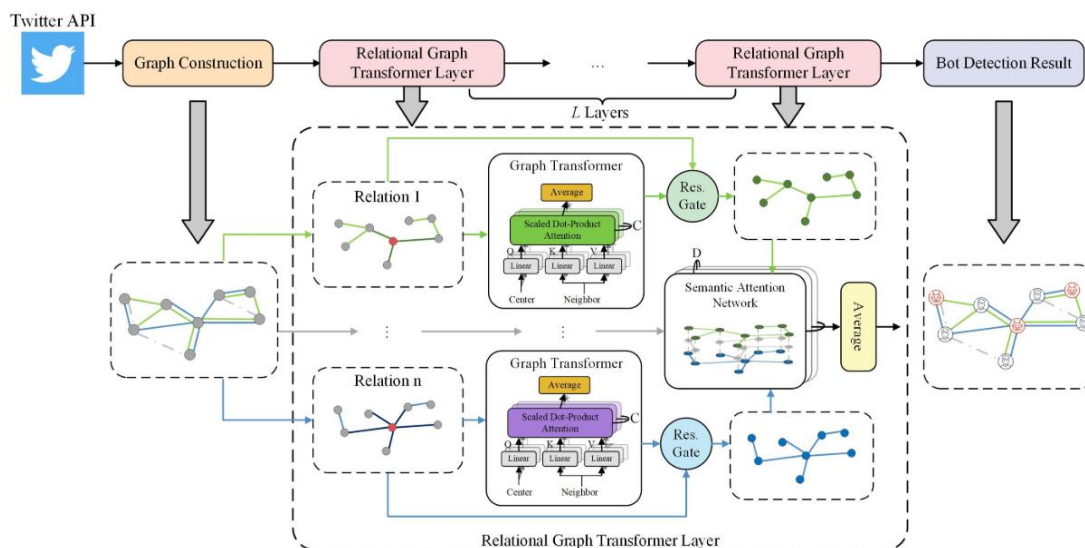 Twitter API
Graph Construction
Relational Graph
Transformer Layer
...
Relational Graph
Transformer Layer
Bot Detection Result
L Layers
Relation 1
Graph Transformer
Average
Scaled Dot-Product
Attention
C
Q
K
V
Linear
Linear
Linear
Center
Neighbor
Res.
Gate
D
Semantic Attention
Network
Average
Relation n
Graph Transformer
Average
Scaled Dot-Product
Attention
C
Q
K
V
Linear
Linear
Linear
Center
Neighbor
Res.
Gate
Relational Graph Transformer Layer